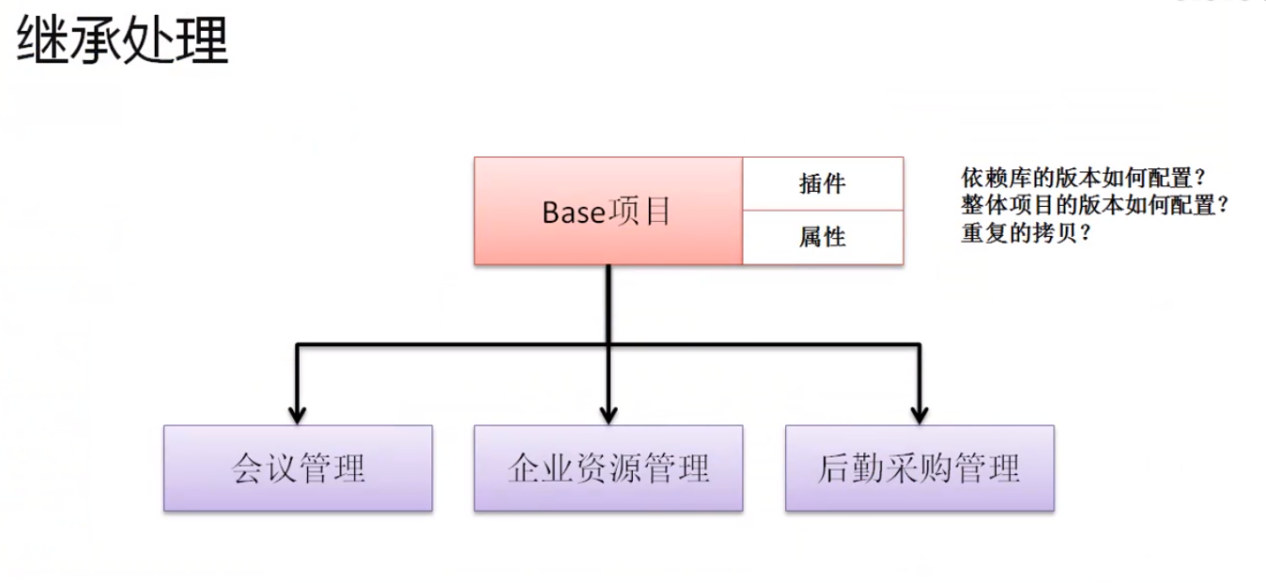 继承处理
Base项目
插件
属性
依赖库的版本如何配置？
整体项目的版本如何配置？
重复的拷贝？
会议管理
企业资源管理
后勤采购管理